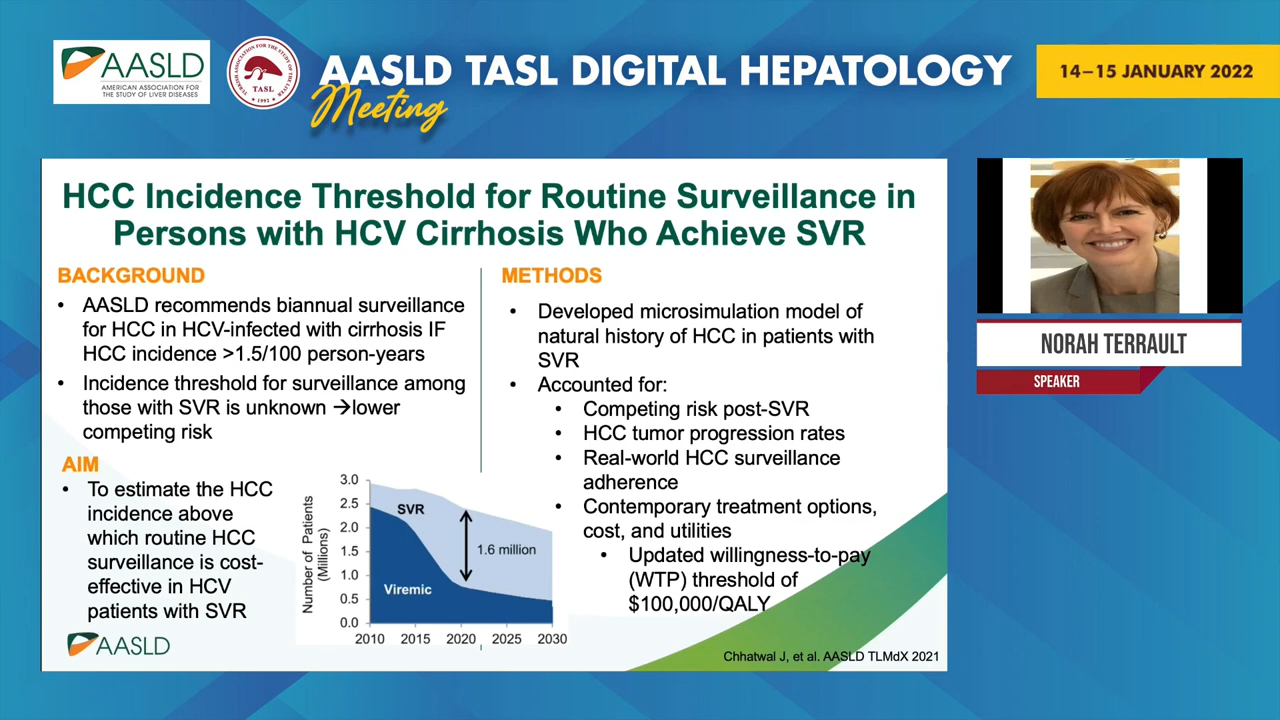 AASLD
AMERICAN ASSOCIATION FOR
THE STUDY OF LIVER DISEASES
TASL
1992
AASLD TASL DIGITAL HEPATOLOGY
Meeting
14–15 JANUARY 2022
HCC Incidence Threshold for Routine Surveillance in
Persons with HCV Cirrhosis Who Achieve SVR
BACKGROUND
• AASLD recommends biannual surveillance
for HCC in HCV-infected with cirrhosis IF
HCC incidence >1.5/100 person-years
• Incidence threshold for surveillance among
those with SVR is unknown →lower
competing risk
AIM
• To estimate the HCC
incidence above
which routine HCC
surveillance is cost-
effective in HCV
patients with SVR
Number of Patients
(Millions)
3.0
2.5
2.0
1.5
1.0
0.5
0.0
SVR
1.6 million
Viremic
2010 2015 2020 2025 2030
METHODS
• Developed microsimulation model of
natural history of HCC in patients with
SVR
• Accounted for:
• Competing risk post-SVR
• HCC tumor progression rates
• Real-world HCC surveillance
adherence
• Contemporary treatment options,
cost, and utilities
• Updated willingness-to-pay
(WTP) threshold of
$100,000/QALY
AASLD
Chhatwal J, et al. AASLD TLMdX 2021
NORAH TERRAULT
SPEAKER